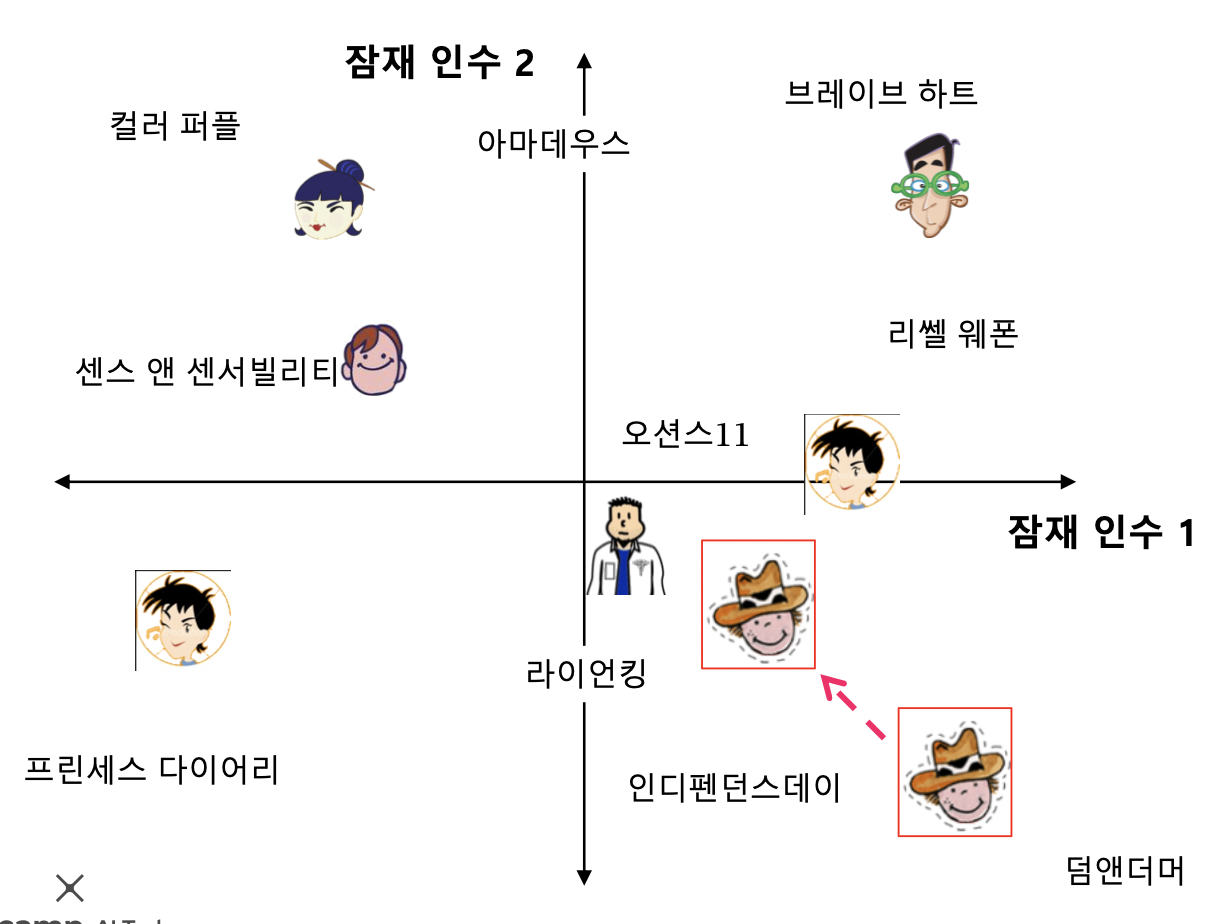 잠재 인수 2
브레이브 하트
컬러 퍼플
아마데우스
리쎌 웨폰
센스 앤 센서빌리티
오션스11
잠재 인수 1
라이언킹
프린세스 다이어리
인디펜던스데이
덤앤더머